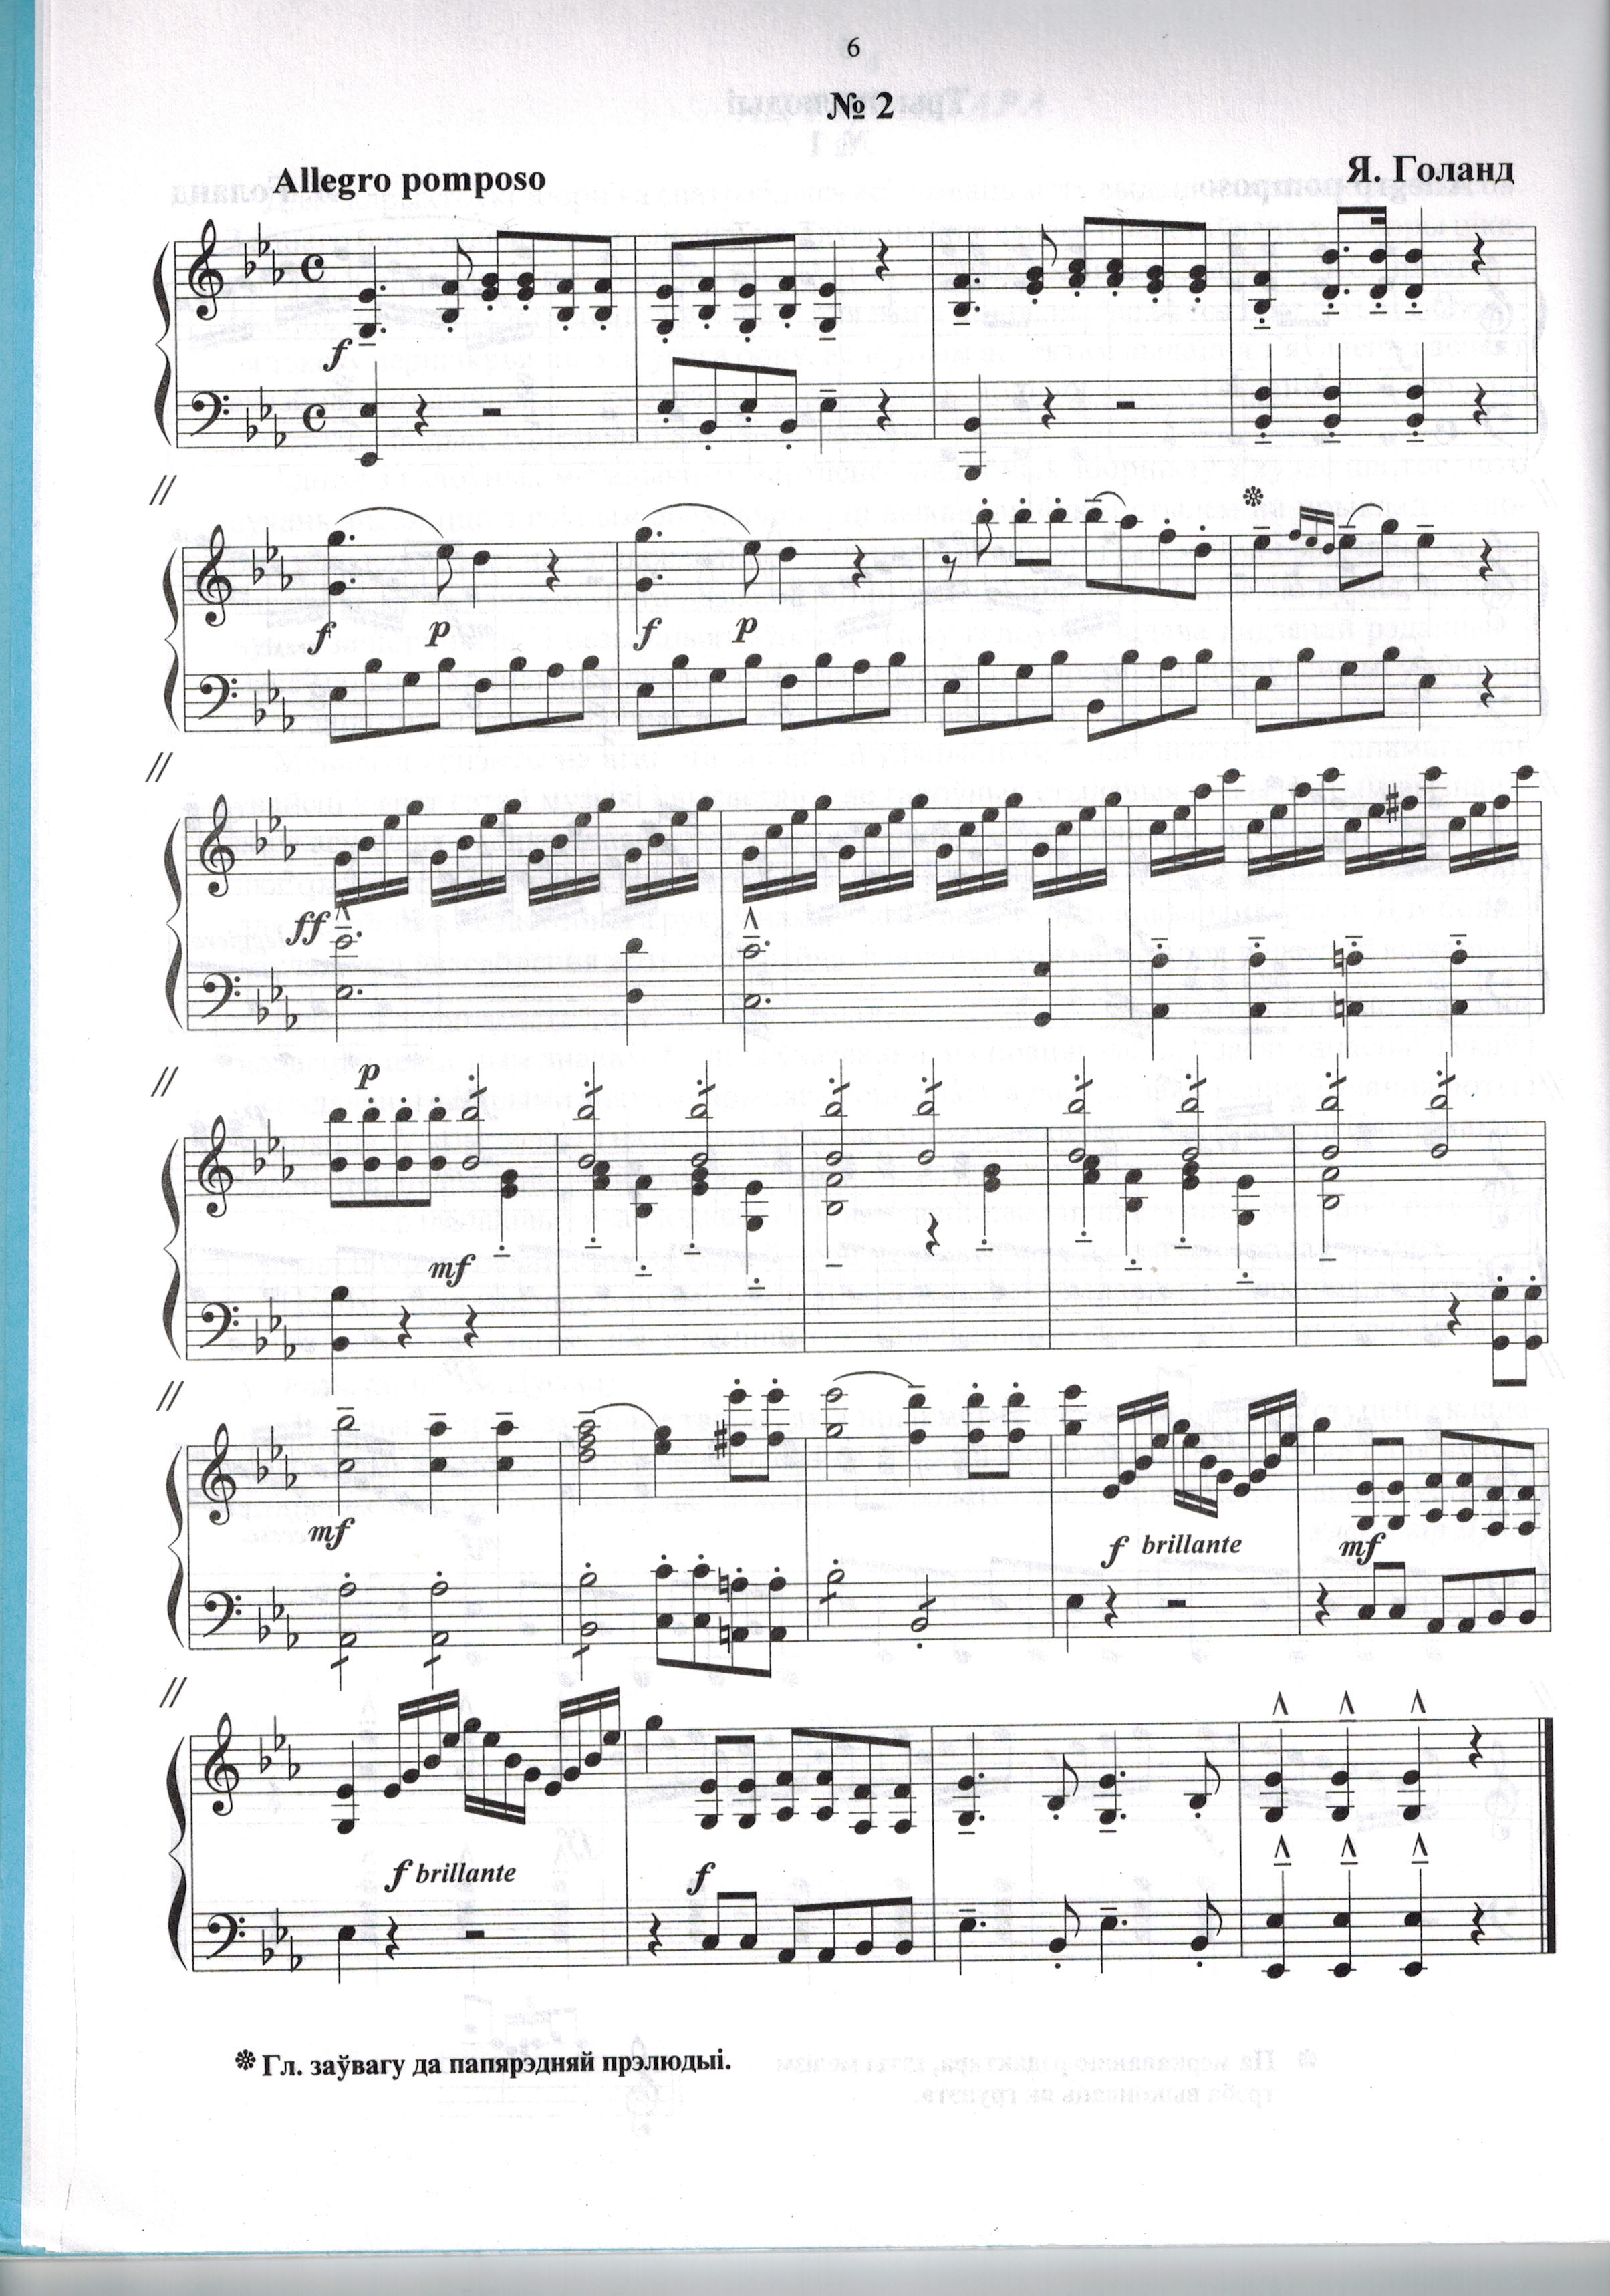 6
№ 2
Allegro pomposo
Я. Голанд
f
f p f p
ff
p
mf
mf
f brillante mf
f brillante f
❊ Гл. заўвагу да папярэдняй прэлюдыі.